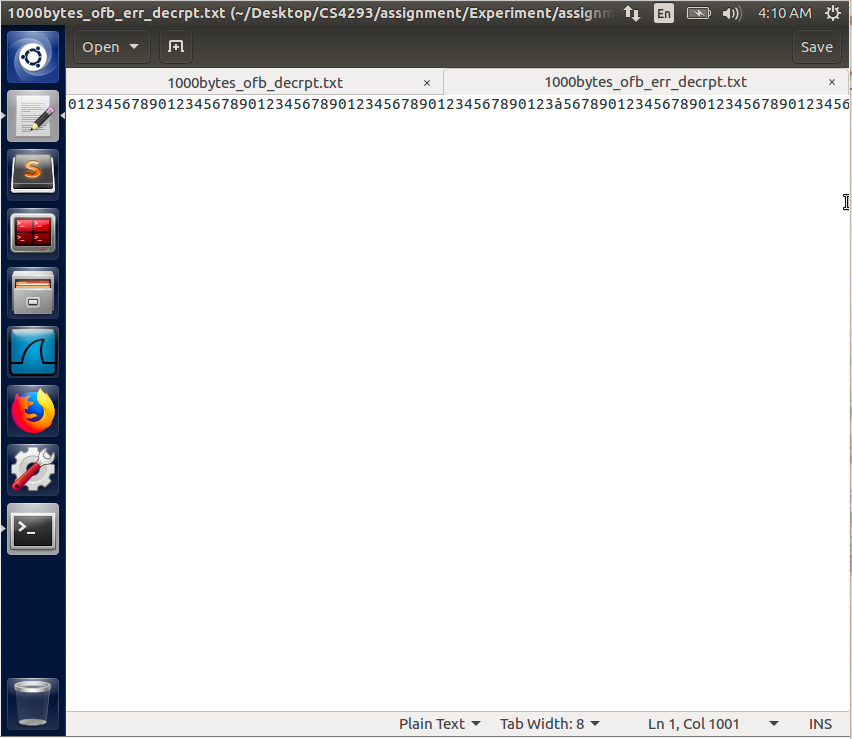 1000bytes_ofb_err_decrpt.txt (~/Desktop/CS4293/assignment/Experiment/assignm En 4:10 AM
Open Save
1000bytes_ofb_decrpt.txt × 1000bytes_ofb_err_decrpt.txt ×
012345678901234567890123456789012345678901234567890123ā56789012345678901234567890123456
Plain Text Tab Width: 8 Ln 1, Col 1001 INS